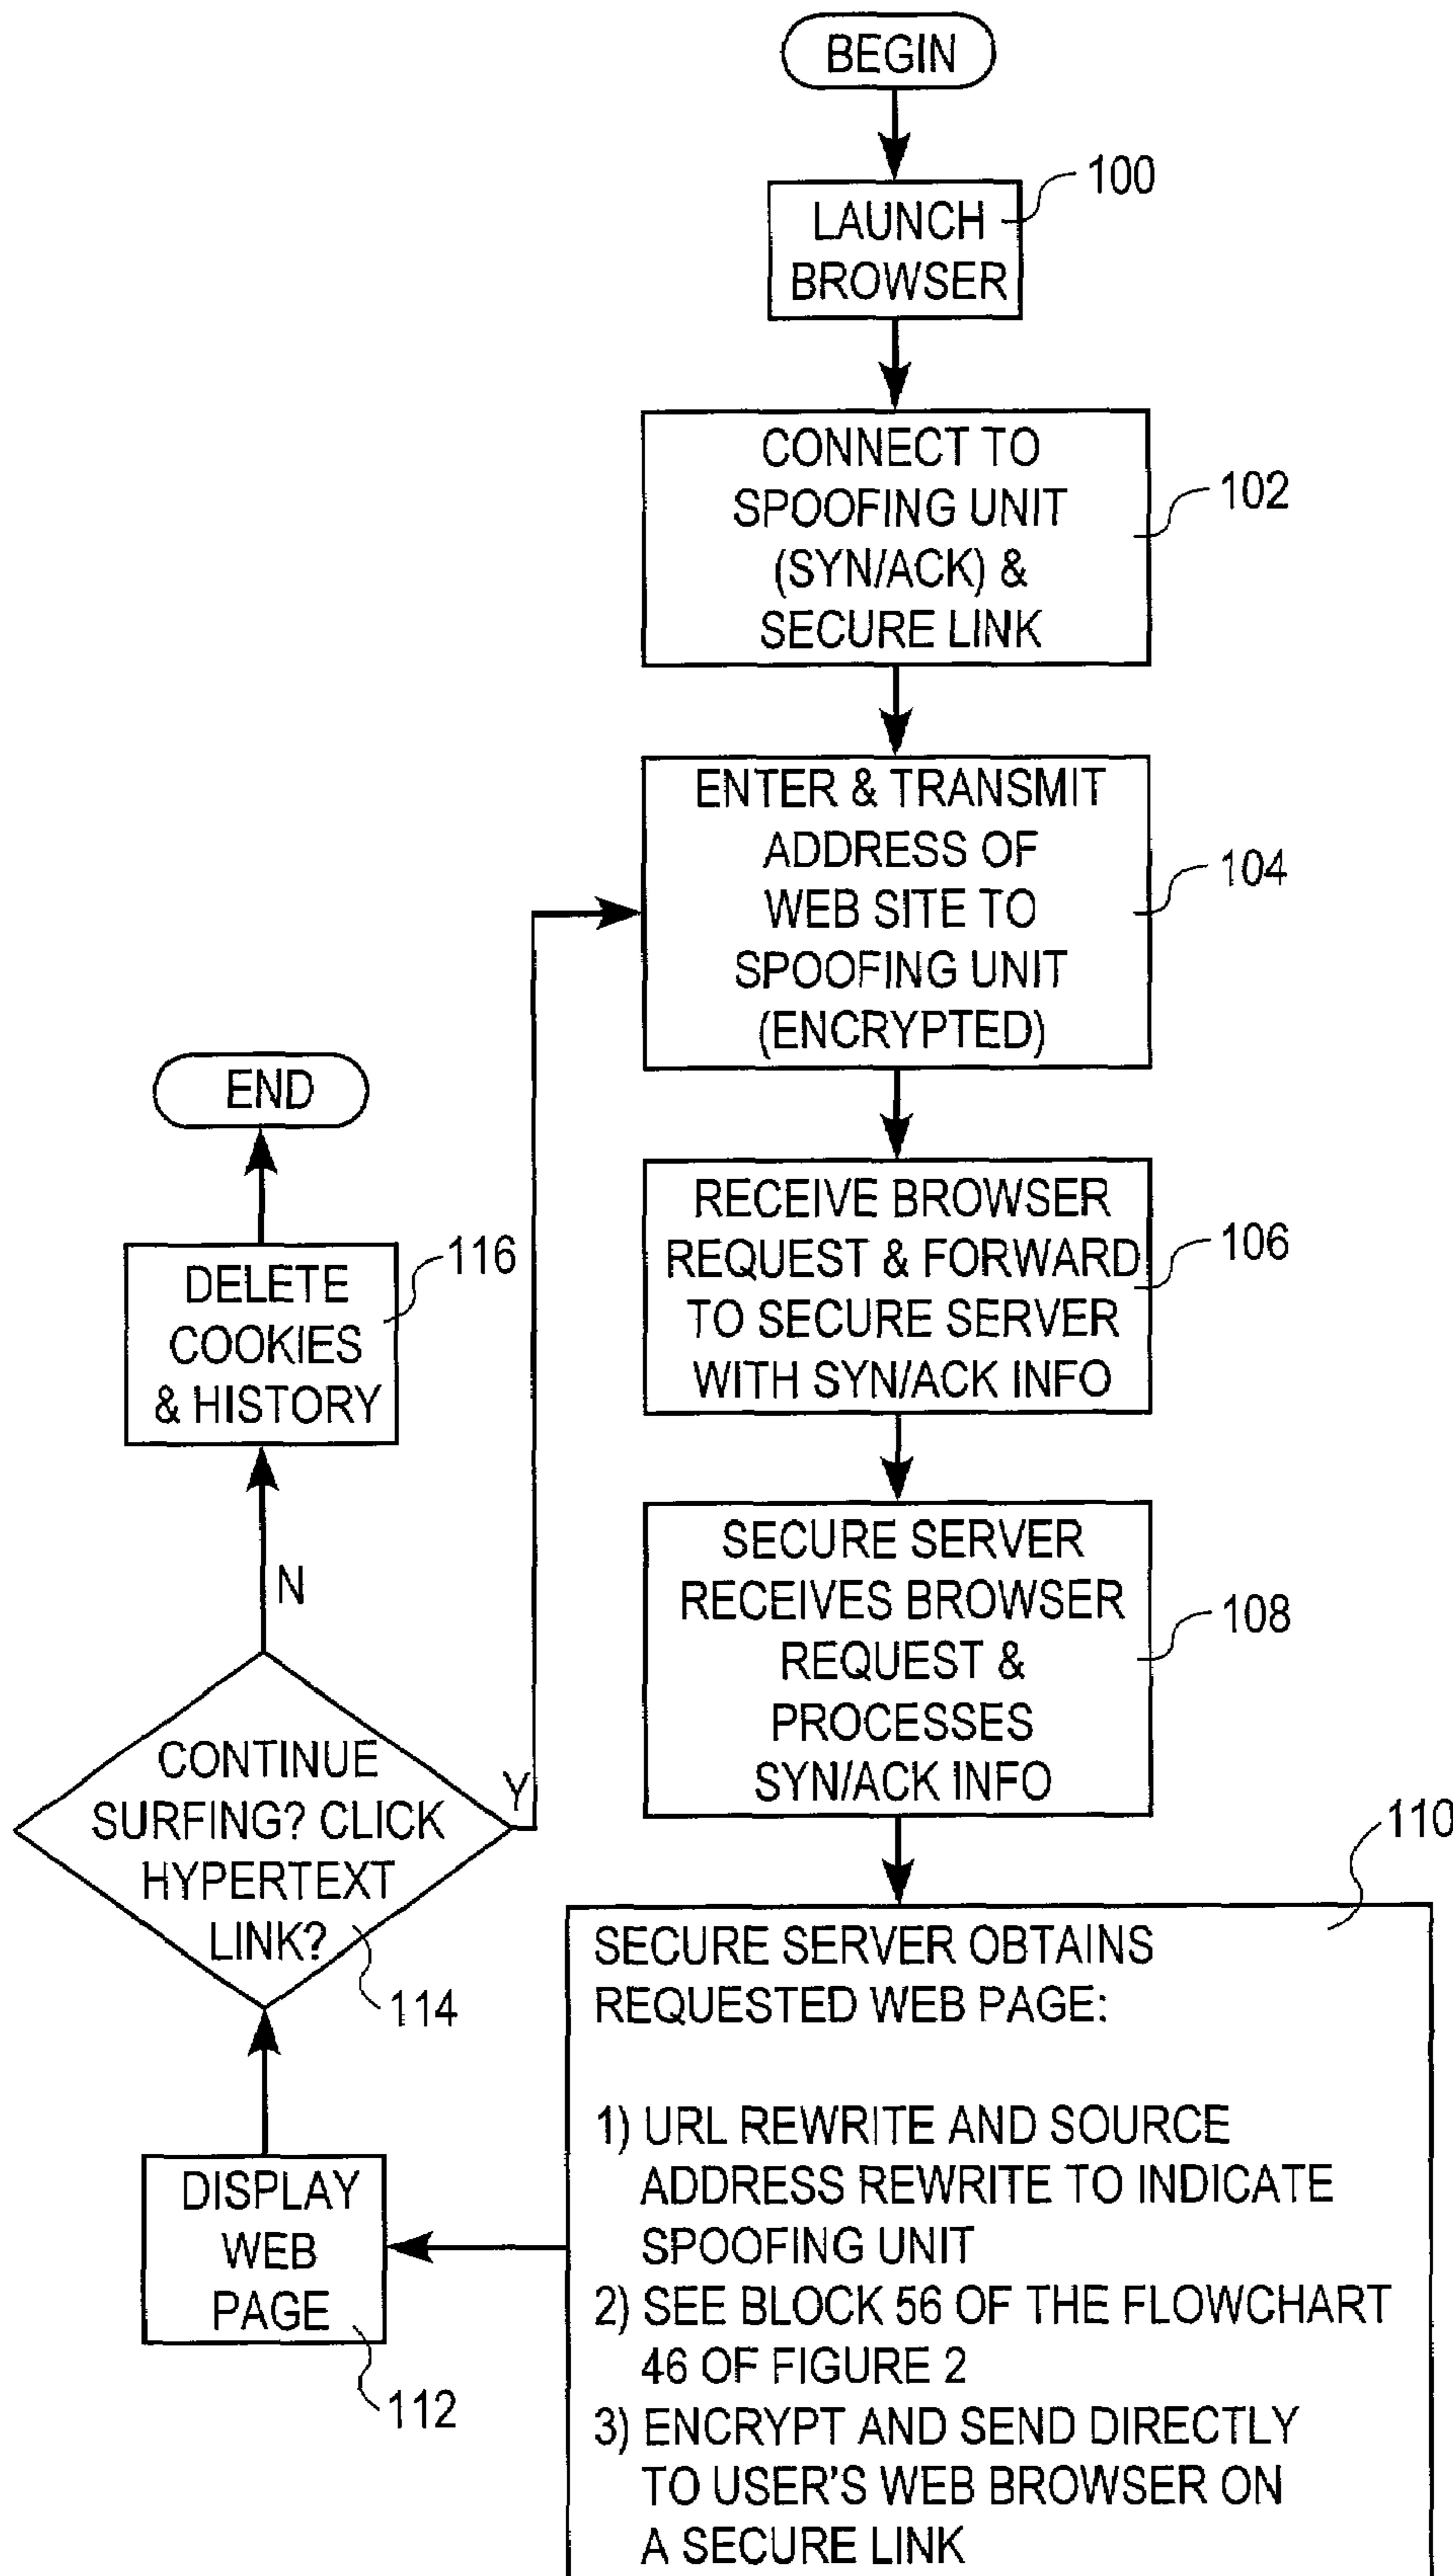 BEGIN
100
LAUNCH
BROWSER
CONNECT TO
SPOOFING UNIT
(SYN/ACK) &
SECURE LINK
102
ENTER & TRANSMIT
ADDRESS OF
WEB SITE TO
SPOOFING UNIT
(ENCRYPTED)
104
RECEIVE BROWSER
REQUEST & FORWARD
TO SECURE SERVER
WITH SYN/ACK INFO
106
SECURE SERVER
RECEIVES BROWSER
REQUEST &
PROCESSES
SYN/ACK INFO
108
110
SECURE SERVER OBTAINS
REQUESTED WEB PAGE:
1) URL REWRITE AND SOURCE
ADDRESS REWRITE TO INDICATE
SPOOFING UNIT
2) SEE BLOCK 56 OF THE FLOWCHART
46 OF FIGURE 2
3) ENCRYPT AND SEND DIRECTLY
TO USER'S WEB BROWSER ON
A SECURE LINK
DISPLAY
WEB
PAGE
112
CONTINUE
SURFING? CLICK
HYPERTEXT
LINK?
114
Y
N
DELETE
COOKIES
& HISTORY
116
END